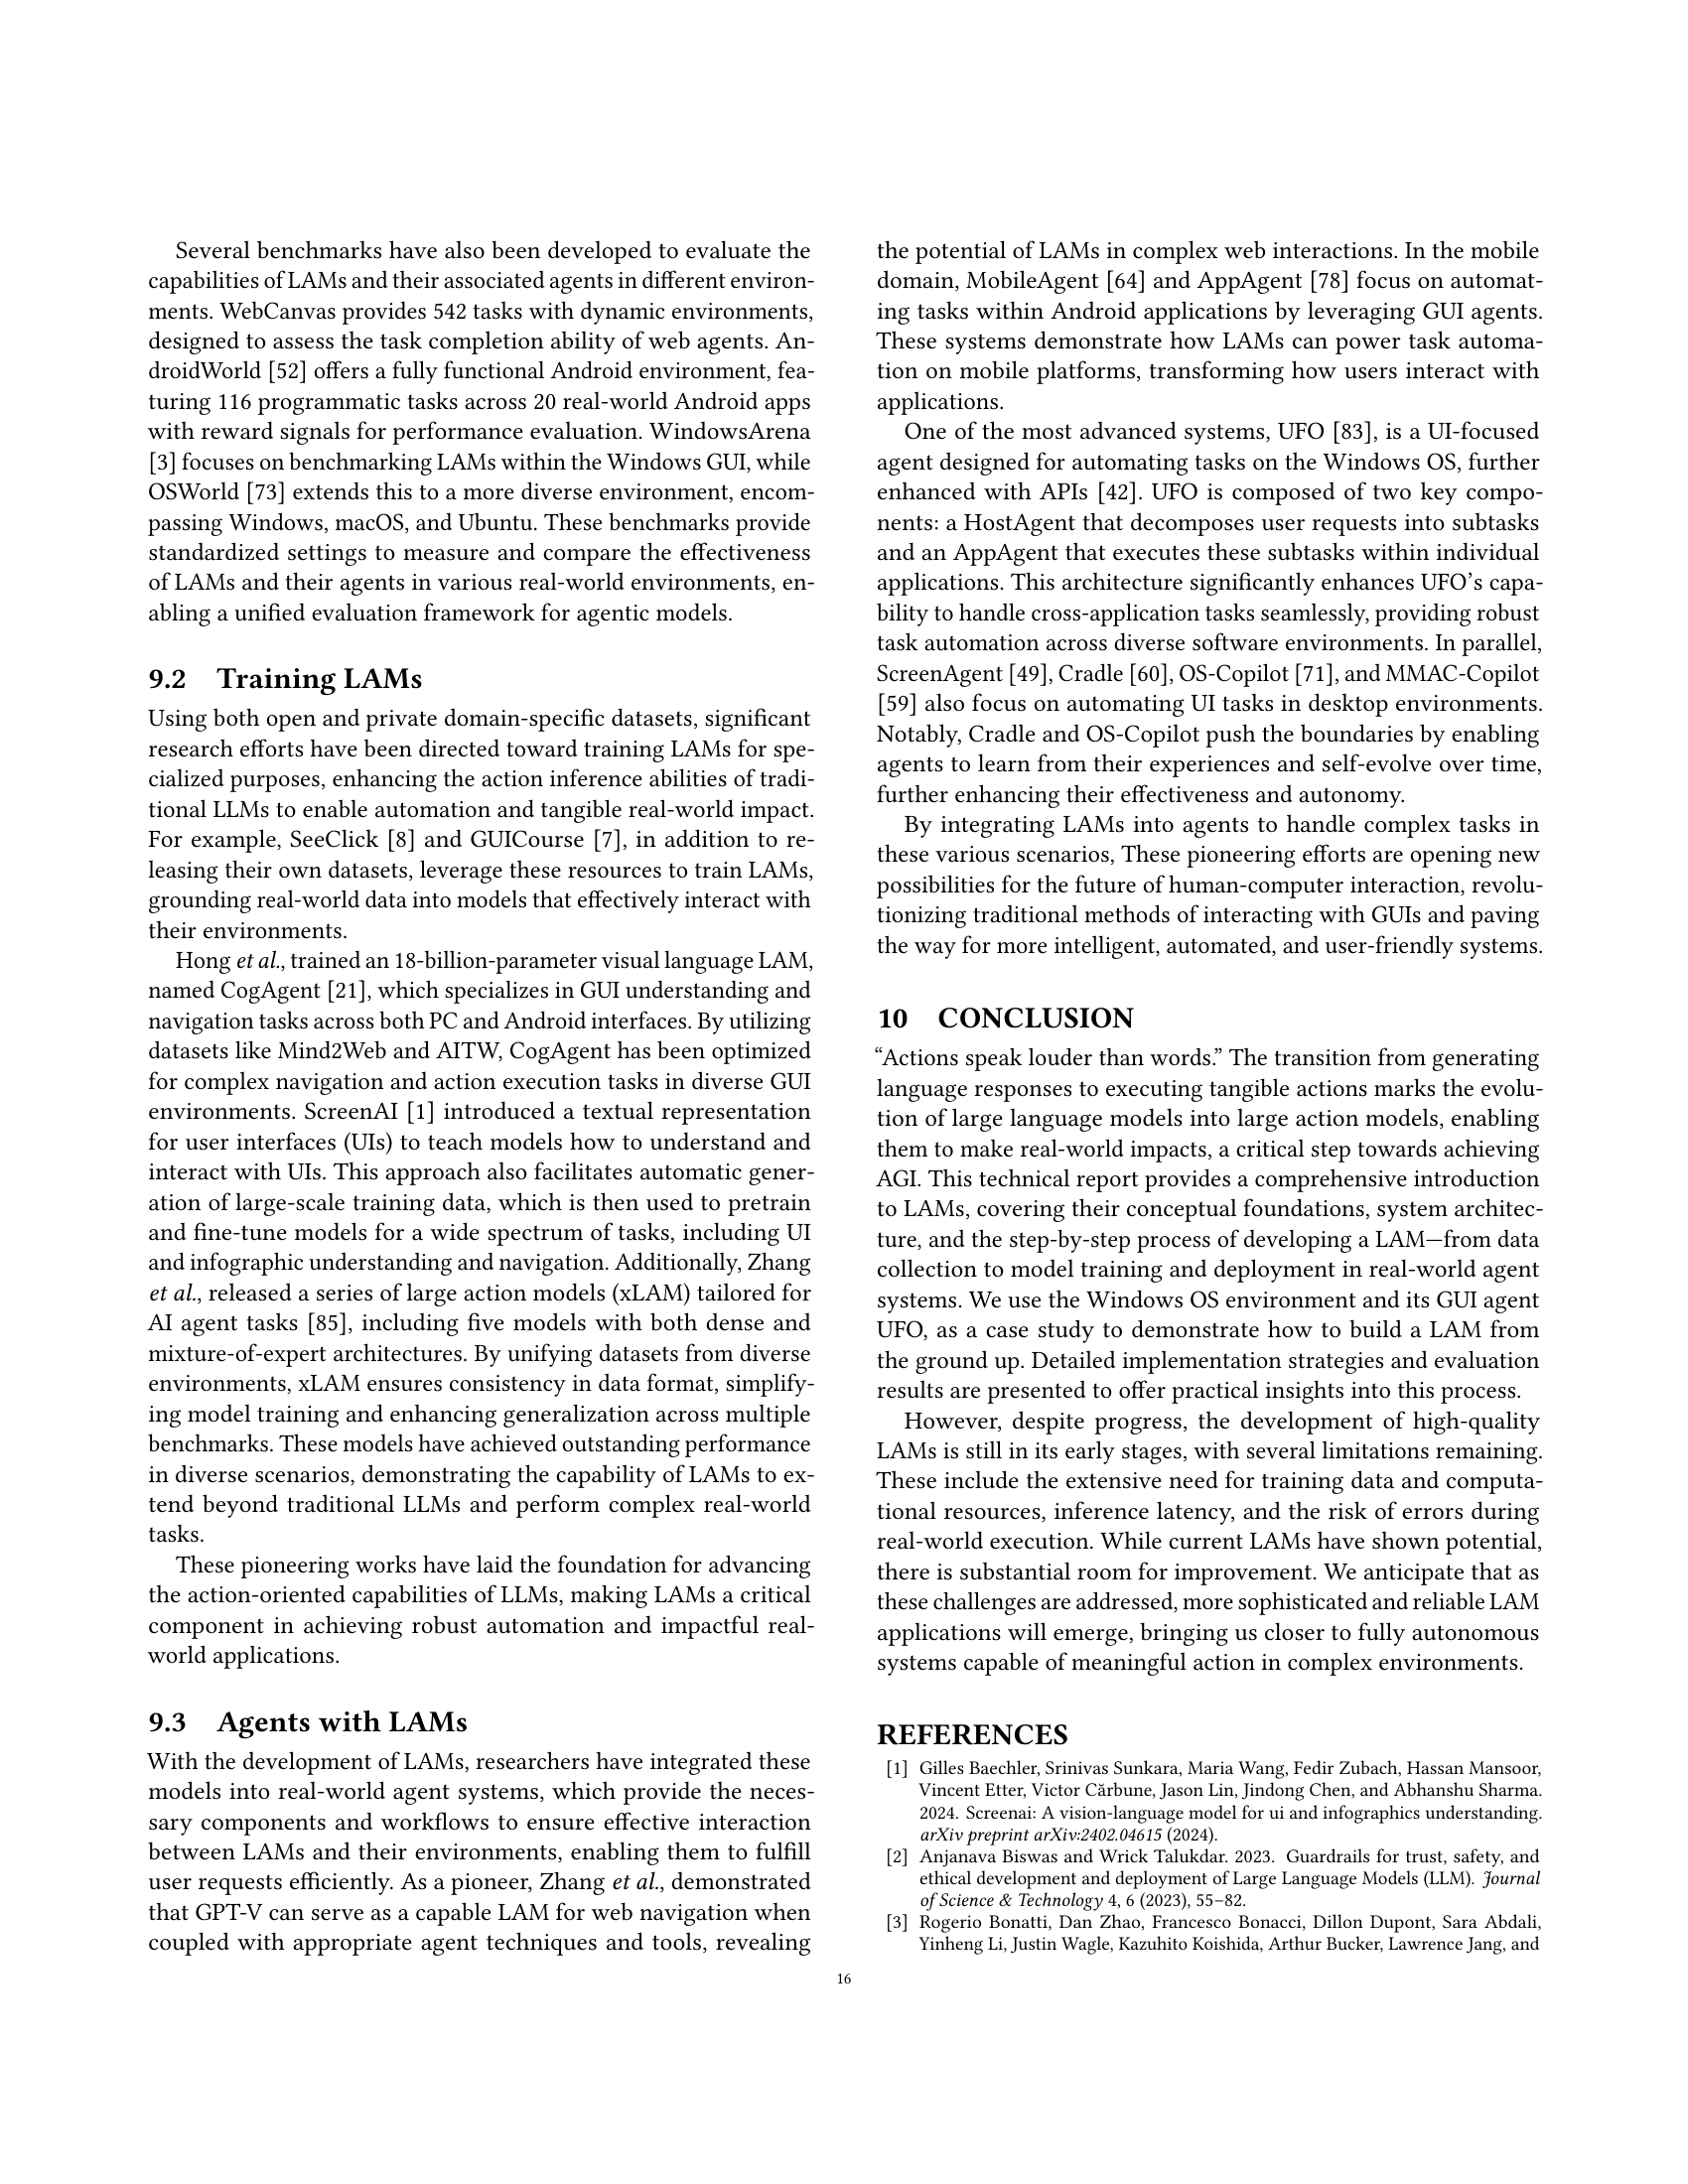 Several benchmarks have also been developed to evaluate the
capabilities of LAMs and their associated agents in different environ-
ments. WebCanvas provides 542 tasks with dynamic environments,
designed to assess the task completion ability of web agents. An-
droidWorld [52] offers a fully functional Android environment, fea-
turing 116 programmatic tasks across 20 real-world Android apps
with reward signals for performance evaluation. WindowsArena
[3] focuses on benchmarking LAMs within the Windows GUI, while
OSWorld [73] extends this to a more diverse environment, encom-
passing Windows, macOS, and Ubuntu. These benchmarks provide
standardized settings to measure and compare the effectiveness
of LAMs and their agents in various real-world environments, en-
abling a unified evaluation framework for agentic models.
9.2 Training LAMs
Using both open and private domain-specific datasets, significant
research efforts have been directed toward training LAMs for spe-
cialized purposes, enhancing the action inference abilities of tradi-
tional LLMs to enable automation and tangible real-world impact.
For example, SeeClick [8] and GUICourse [7], in addition to re-
leasing their own datasets, leverage these resources to train LAMs,
grounding real-world data into models that effectively interact with
their environments.
Hong et al., trained an 18-billion-parameter visual language LAM,
named CogAgent [21], which specializes in GUI understanding and
navigation tasks across both PC and Android interfaces. By utilizing
datasets like Mind2Web and AITW, CogAgent has been optimized
for complex navigation and action execution tasks in diverse GUI
environments. ScreenAI [1] introduced a textual representation
for user interfaces (UIs) to teach models how to understand and
interact with UIs. This approach also facilitates automatic gener-
ation of large-scale training data, which is then used to pretrain
and fine-tune models for a wide spectrum of tasks, including UI
and infographic understanding and navigation. Additionally, Zhang
et al., released a series of large action models (xLAM) tailored for
AI agent tasks [85], including five models with both dense and
mixture-of-expert architectures. By unifying datasets from diverse
environments, xLAM ensures consistency in data format, simplify-
ing model training and enhancing generalization across multiple
benchmarks. These models have achieved outstanding performance
in diverse scenarios, demonstrating the capability of LAMs to ex-
tend beyond traditional LLMs and perform complex real-world
tasks.
These pioneering works have laid the foundation for advancing
the action-oriented capabilities of LLMs, making LAMs a critical
component in achieving robust automation and impactful real-
world applications.
9.3 Agents with LAMs
With the development of LAMs, researchers have integrated these
models into real-world agent systems, which provide the neces-
sary components and workflows to ensure effective interaction
between LAMs and their environments, enabling them to fulfill
user requests efficiently. As a pioneer, Zhang et al., demonstrated
that GPT-V can serve as a capable LAM for web navigation when
coupled with appropriate agent techniques and tools, revealing
the potential of LAMs in complex web interactions. In the mobile
domain, MobileAgent [64] and AppAgent [78] focus on automat-
ing tasks within Android applications by leveraging GUI agents.
These systems demonstrate how LAMs can power task automa-
tion on mobile platforms, transforming how users interact with
applications.
One of the most advanced systems, UFO [83], is a UI-focused
agent designed for automating tasks on the Windows OS, further
enhanced with APIs [42]. UFO is composed of two key compo-
nents: a HostAgent that decomposes user requests into subtasks
and an AppAgent that executes these subtasks within individual
applications. This architecture significantly enhances UFO’s capa-
bility to handle cross-application tasks seamlessly, providing robust
task automation across diverse software environments. In parallel,
ScreenAgent [49], Cradle [60], OS-Copilot [71], and MMAC-Copilot
[59] also focus on automating UI tasks in desktop environments.
Notably, Cradle and OS-Copilot push the boundaries by enabling
agents to learn from their experiences and self-evolve over time,
further enhancing their effectiveness and autonomy.
By integrating LAMs into agents to handle complex tasks in
these various scenarios, These pioneering efforts are opening new
possibilities for the future of human-computer interaction, revolu-
tionizing traditional methods of interacting with GUIs and paving
the way for more intelligent, automated, and user-friendly systems.
10 CONCLUSION
“Actions speak louder than words.” The transition from generating
language responses to executing tangible actions marks the evolu-
tion of large language models into large action models, enabling
them to make real-world impacts, a critical step towards achieving
AGI. This technical report provides a comprehensive introduction
to LAMs, covering their conceptual foundations, system architec-
ture, and the step-by-step process of developing a LAM—from data
collection to model training and deployment in real-world agent
systems. We use the Windows OS environment and its GUI agent
UFO, as a case study to demonstrate how to build a LAM from
the ground up. Detailed implementation strategies and evaluation
results are presented to offer practical insights into this process.
However, despite progress, the development of high-quality
LAMs is still in its early stages, with several limitations remaining.
These include the extensive need for training data and computa-
tional resources, inference latency, and the risk of errors during
real-world execution. While current LAMs have shown potential,
there is substantial room for improvement. We anticipate that as
these challenges are addressed, more sophisticated and reliable LAM
applications will emerge, bringing us closer to fully autonomous
systems capable of meaningful action in complex environments.
REFERENCES
[1] Gilles Baechler, Srinivas Sunkara, Maria Wang, Fedir Zubach, Hassan Mansoor,
Vincent Etter, Victor Cărbune, Jason Lin, Jindong Chen, and Abhanshu Sharma.
2024. Screenai: A vision-language model for ui and infographics understanding.
arXiv preprint arXiv:2402.04615 (2024).
[2] Anjanava Biswas and Wrick Talukdar. 2023. Guardrails for trust, safety, and
ethical development and deployment of Large Language Models (LLM). Journal
of Science & Technology 4, 6 (2023), 55–82.
[3] Rogerio Bonatti, Dan Zhao, Francesco Bonacci, Dillon Dupont, Sara Abdali,
Yinheng Li, Justin Wagle, Kazuhito Koishida, Arthur Bucker, Lawrence Jang, and
16